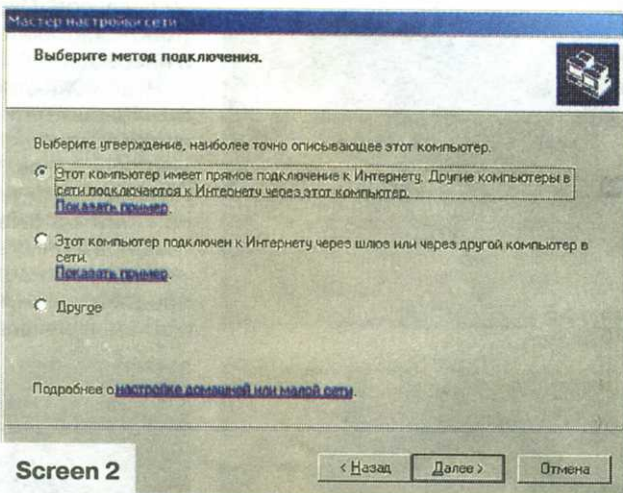 Мастер настройки сети
Выберите метод подключения.
Выберите утверждение, наиболее точно описывающее этот компьютер.
Этот компьютер имеет прямое подключение к Интернету. Другие компьютеры в
сети подключаются к Интернету через этот компьютер.
Показать пример.
Этот компьютер подключен к Интернету через шлюз или через другой компьютер в
сети.
Показать пример.
Другое
Подробнее о настройке домашней или малой сети.
Screen 2
< Назад
Далее >
Отмена